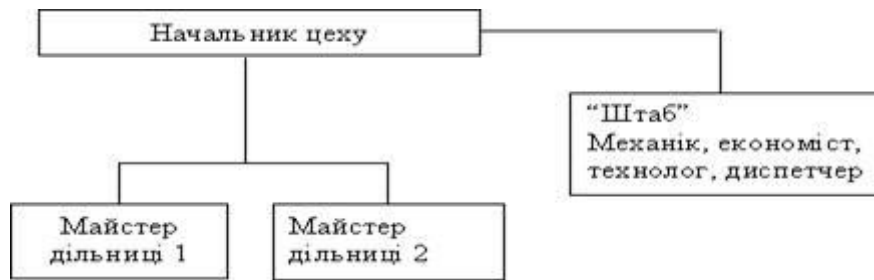 Начальник цеху
“Штаб”
Механік, економіст,
технолог, диспетчер
Майстер
дільниці 1
Майстер
дільниці 2